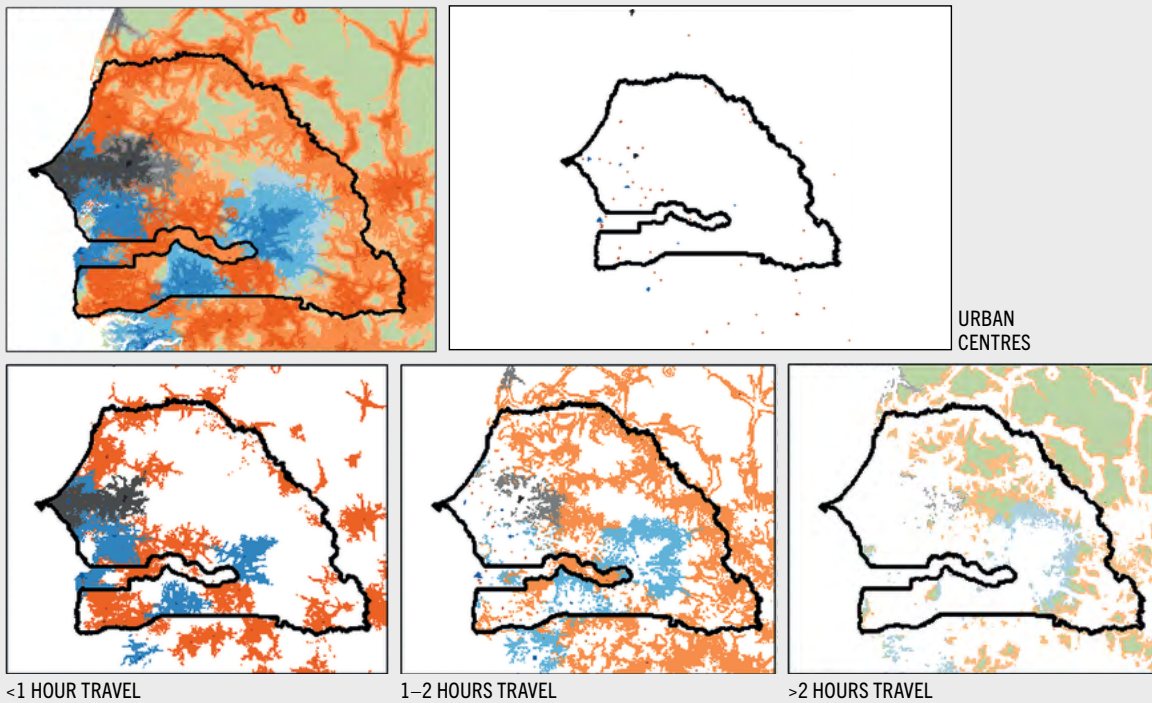 URBAN
CENTRES
<1 HOUR TRAVEL
1–2 HOURS TRAVEL
>2 HOURS TRAVEL